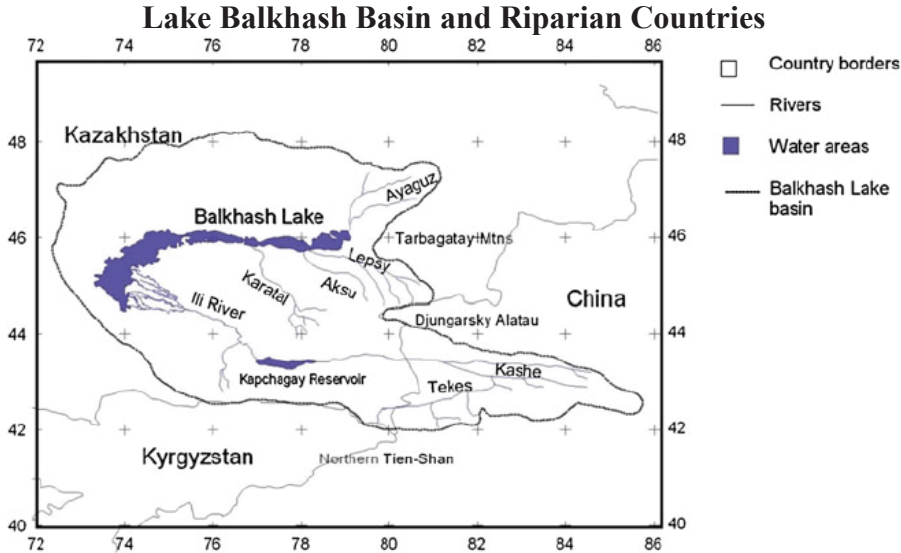 Lake Balkhash Basin and Riparian Countries
72 74 76 78 80 82 84 86
Country borders
Rivers
Water areas
Balkhash Lake
basin
48 48
Kazakhstan
Ayaguz
Balkhash Lake
46 46
Tarbagatay Mtns
Lepsy
Karatal
Aksu
Ili River
China
44 44
Djungarsky Alatau
Kashe
Kapchagay Reservoir
Tekes
42 42
Kyrgyzstan
Northern Tien-Shan
40 40
72 74 76 78 80 82 84 86